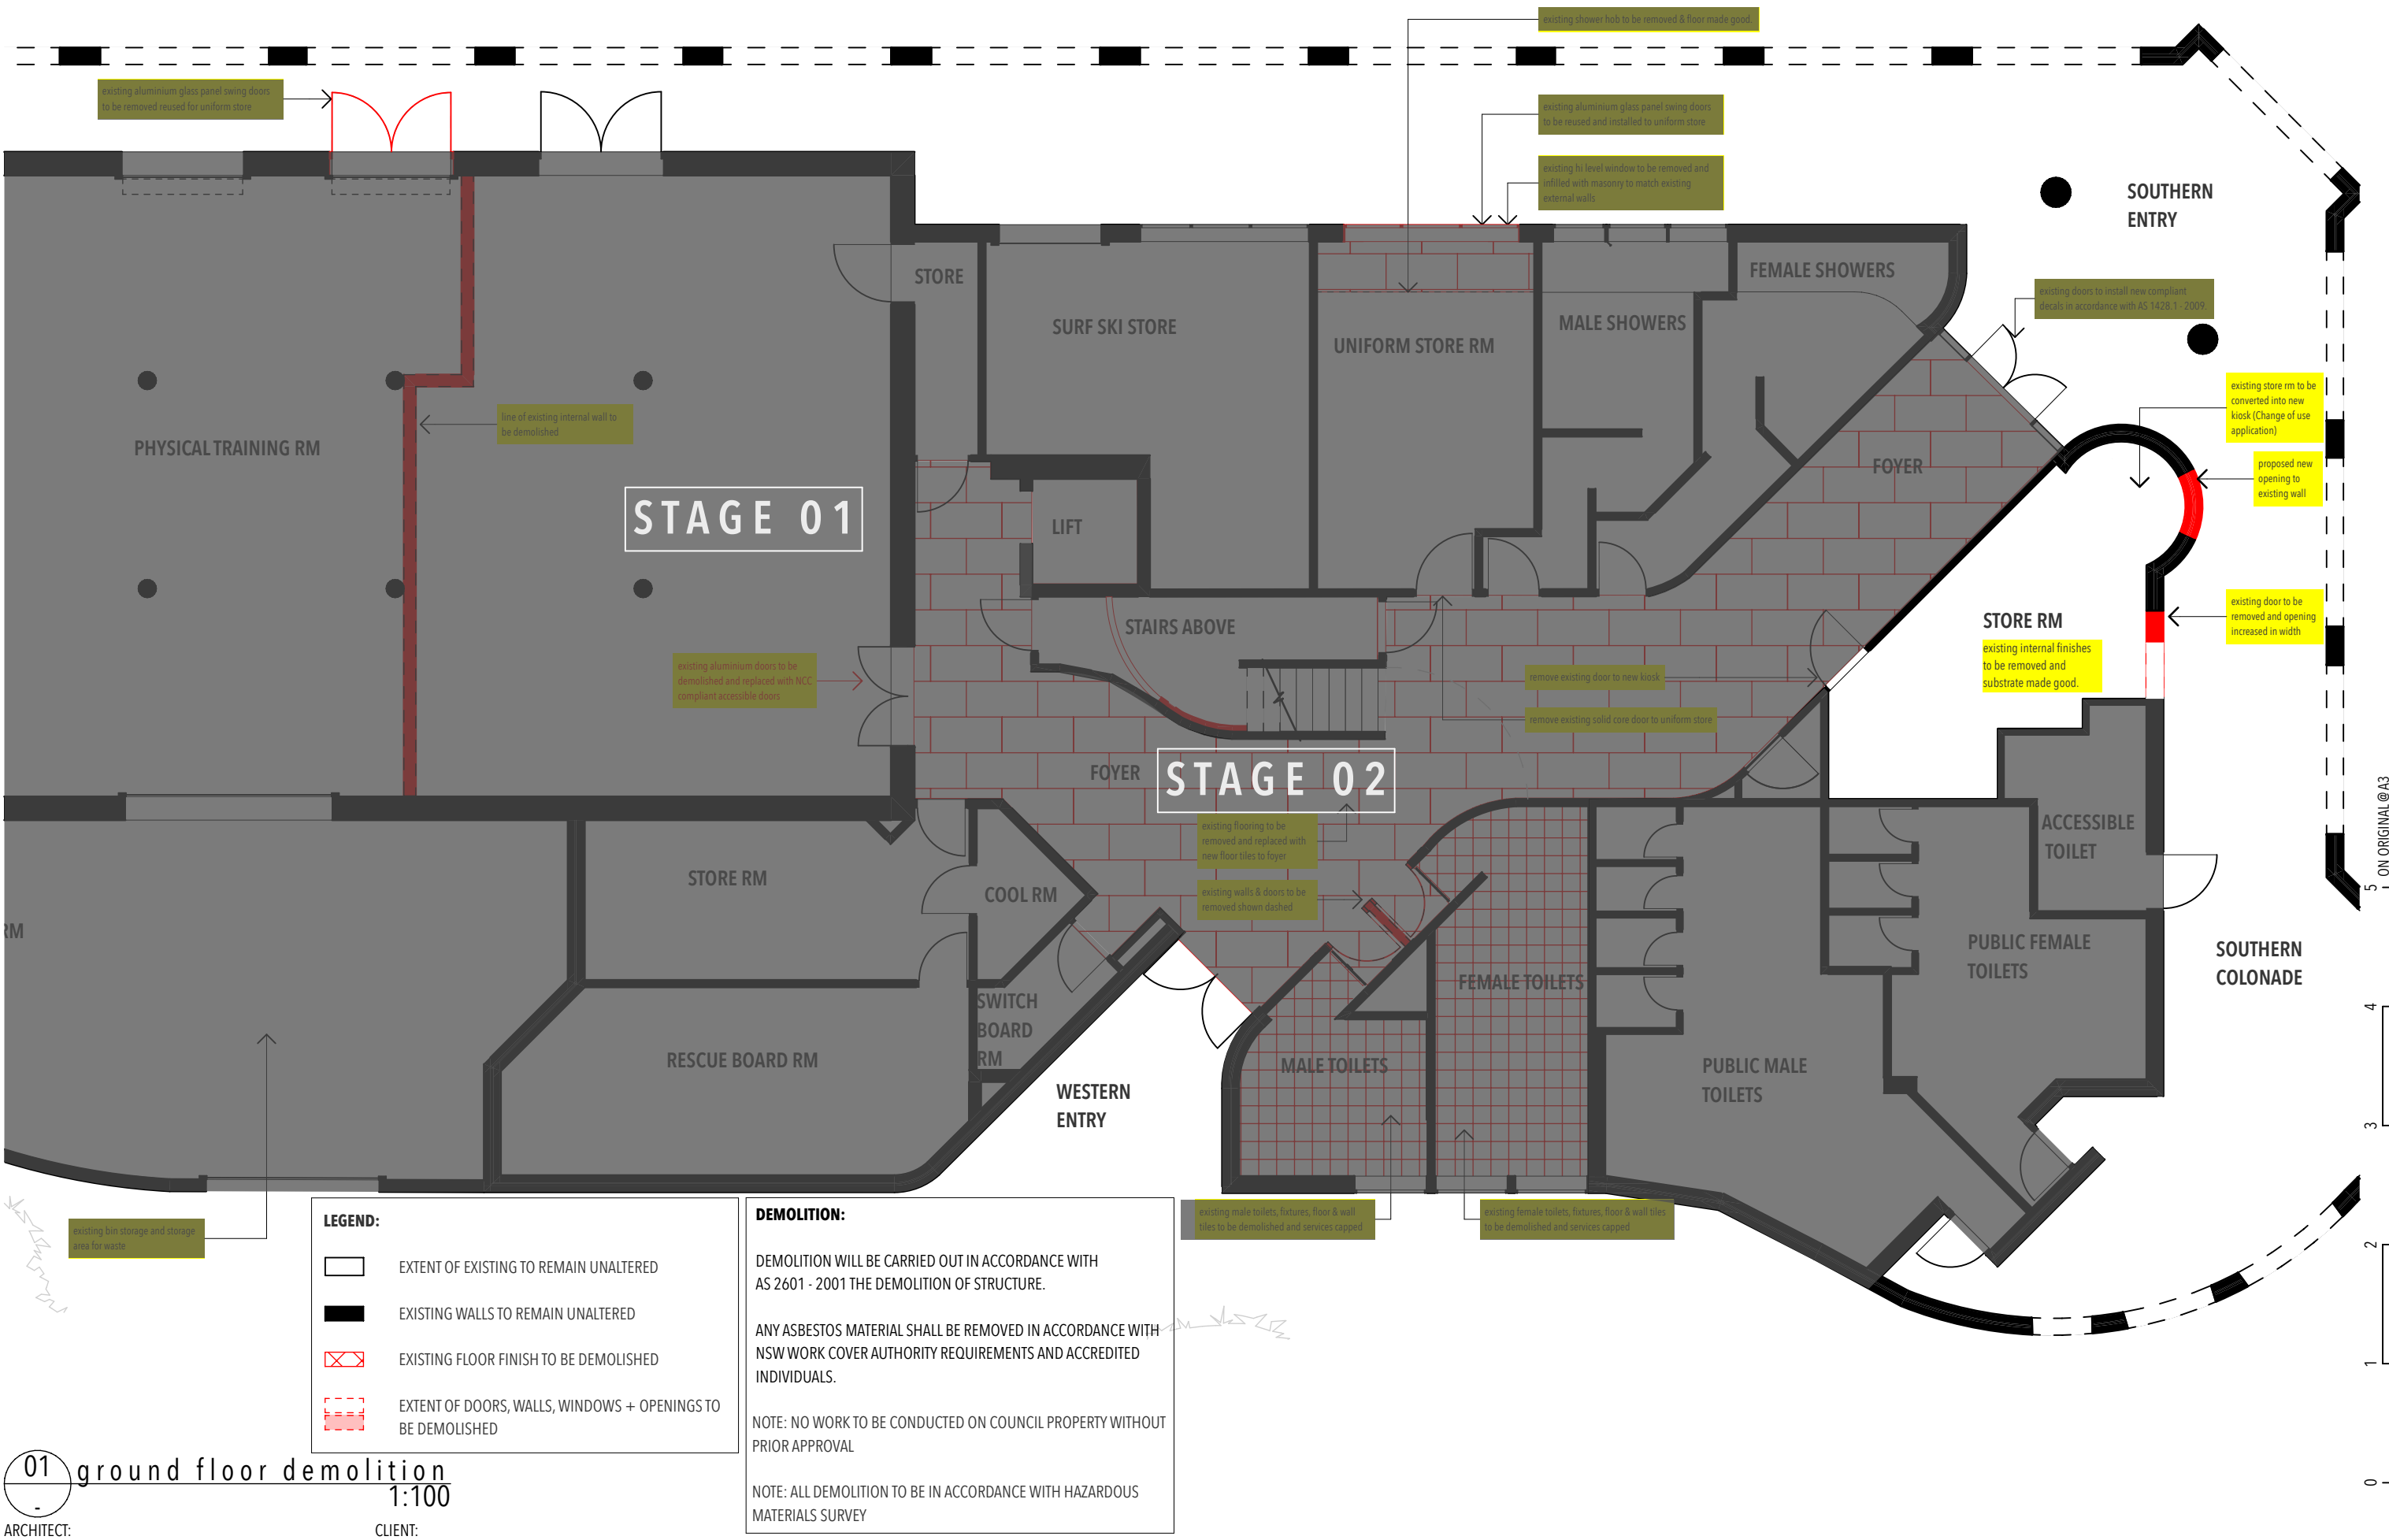 existing shower hob to be removed & floor made good.
existing aluminium glass panel swing doors
to be removed reused for uniform store
existing aluminium glass panel swing doors
to be reused and installed to uniform store
existing hi level window to be removed and
infilled with masonry to match existing
external walls
SOUTHERN
ENTRY
STORE
FEMALE SHOWERS
existing doors to install new compliant
decals in accordance with AS 1428.1 - 2009.
SURF SKI STORE
MALE SHOWERS
UNIFORM STORE RM
existing store rm to be
converted into new
kiosk (Change of use
application)
line of existing internal wall to
be demolished
PHYSICAL TRAINING RM
FOYER
proposed new
opening to
existing wall
STAGE 01
LIFT
existing door to be
removed and opening
increased in width
STORE RM
STAIRS ABOVE
existing internal finishes
to be removed and
substrate made good.
existing aluminium doors to be
demolished and replaced with NCC
compliant accessible doors
remove existing door to new kiosk
remove existing solid core door to uniform store
FOYER
STAGE 02
existing flooring to be
removed and replaced with
new floor tiles to foyer
ACCESSIBLE
TOILET
STORE RM
COOL RM
existing walls & doors to be
removed shown dashed
RM
PUBLIC FEMALE
TOILETS
SOUTHERN
COLONADE
FEMALE TOILETS
SWITCH
BOARD
RM
RESCUE BOARD RM
MALE TOILETS
PUBLIC MALE
TOILETS
WESTERN
ENTRY
existing bin storage and storage
area for waste
existing male toilets, fixtures, floor & wall
tiles to be demolished and services capped
existing female toilets, fixtures, floor & wall tiles
to be demolished and services capped
LEGEND:
EXTENT OF EXISTING TO REMAIN UNALTERED
EXISTING WALLS TO REMAIN UNALTERED
EXISTING FLOOR FINISH TO BE DEMOLISHED
EXTENT OF DOORS, WALLS, WINDOWS + OPENINGS TO
BE DEMOLISHED
DEMOLITION:
DEMOLITION WILL BE CARRIED OUT IN ACCORDANCE WITH
AS 2601 - 2001 THE DEMOLITION OF STRUCTURE.
ANY ASBESTOS MATERIAL SHALL BE REMOVED IN ACCORDANCE WITH
NSW WORK COVER AUTHORITY REQUIREMENTS AND ACCREDITED
INDIVIDUALS.
NOTE: NO WORK TO BE CONDUCTED ON COUNCIL PROPERTY WITHOUT
PRIOR APPROVAL
NOTE: ALL DEMOLITION TO BE IN ACCORDANCE WITH HAZARDOUS
MATERIALS SURVEY
01
-
ground floor demolition
1:100
ARCHITECT:
CLIENT:
0 1 2 3 4 5 ON ORIGINAL @ A3